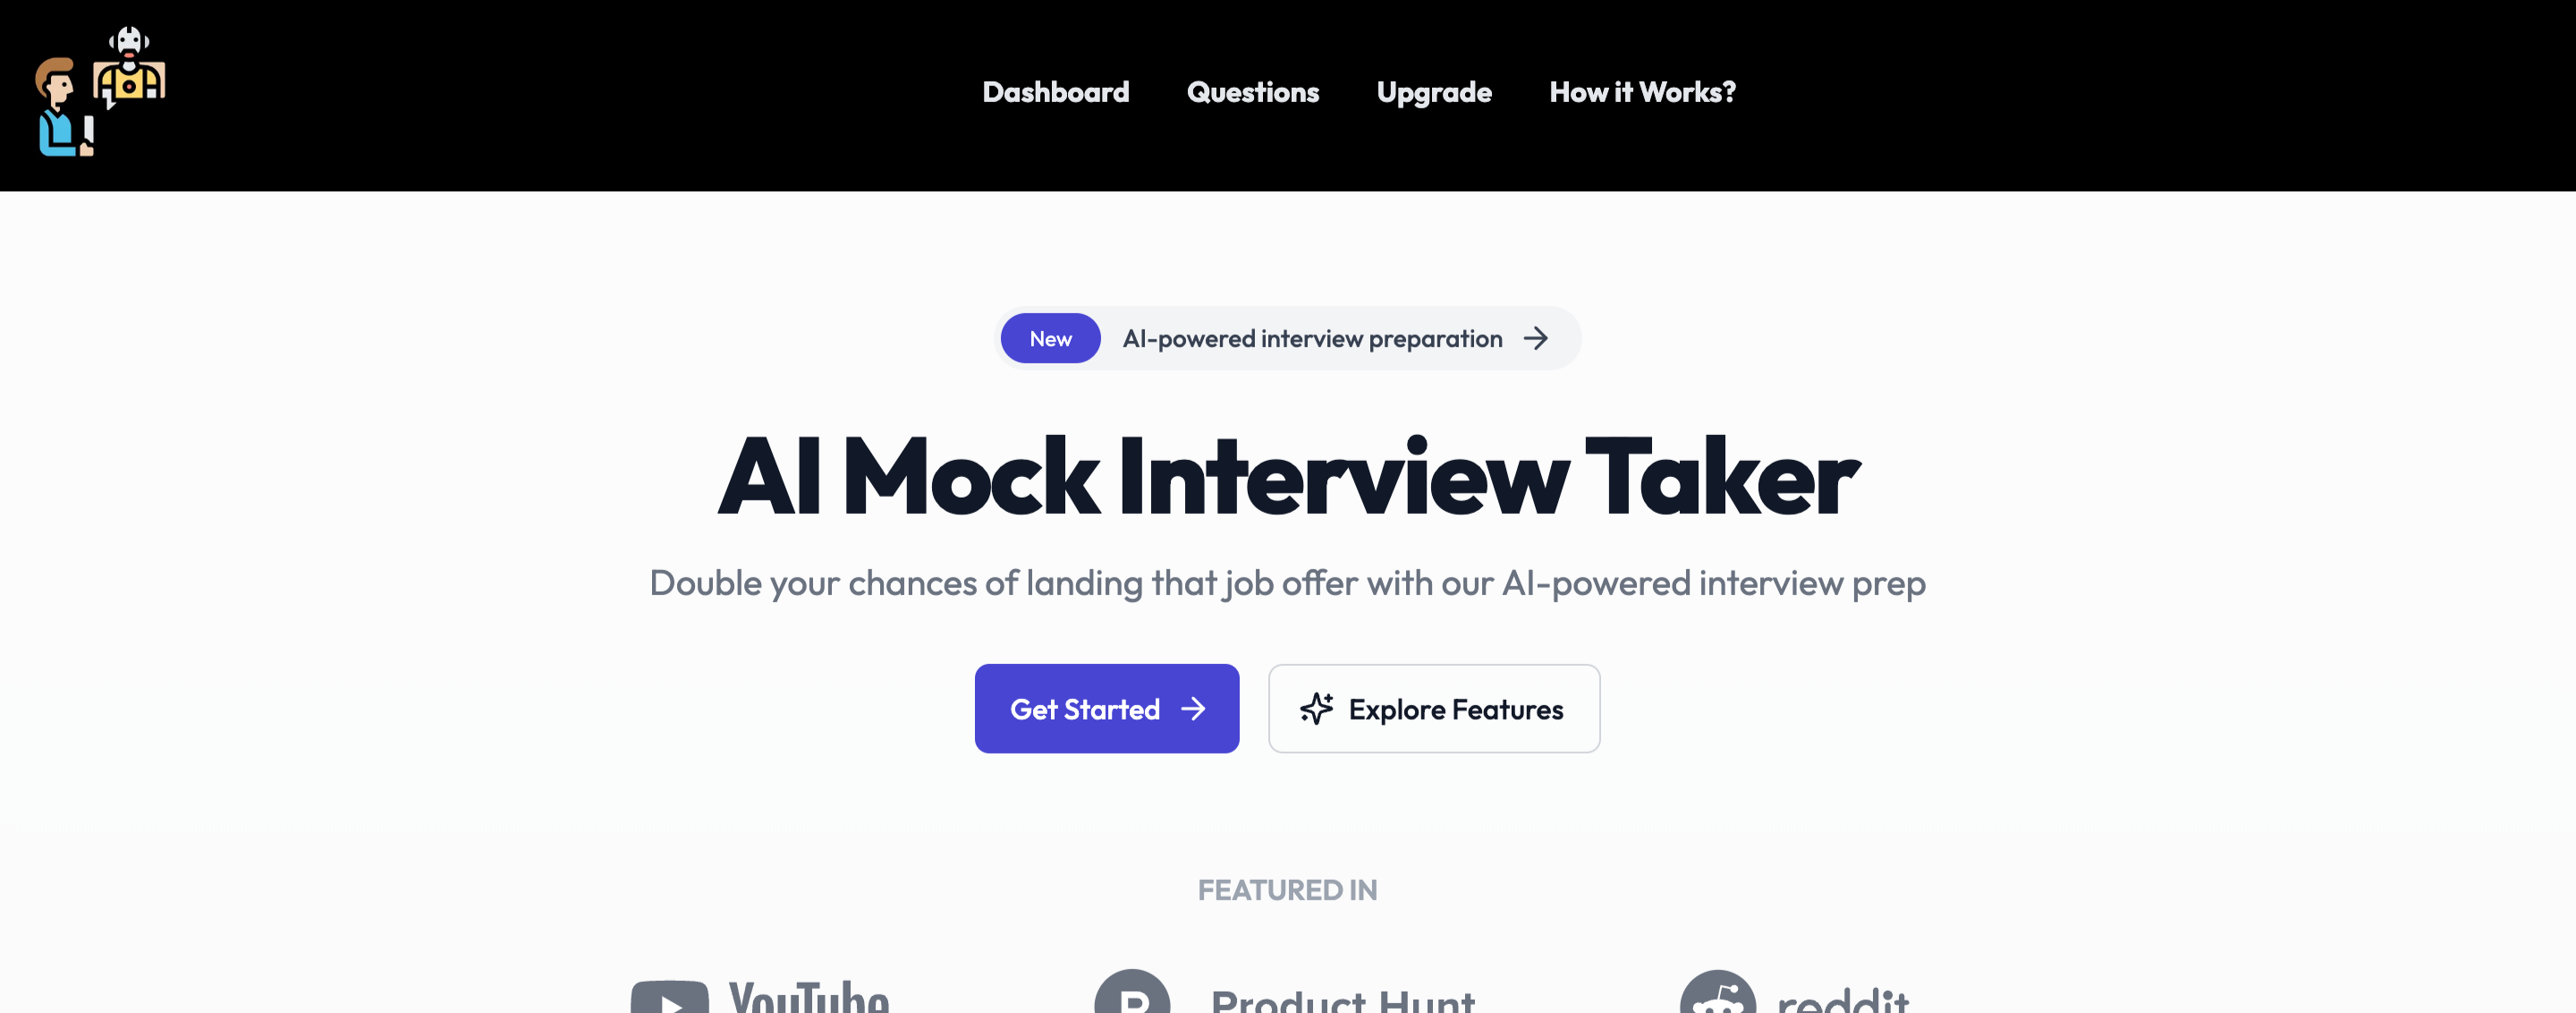 Dashboard Questions Upgrade How it Works?
New AI-powered interview preparation
AI Mock Interview Taker
Double your chances of landing that job offer with our AI-powered interview prep
Get Started Explore Features
FEATURED IN
YouTube Product Hunt reddit